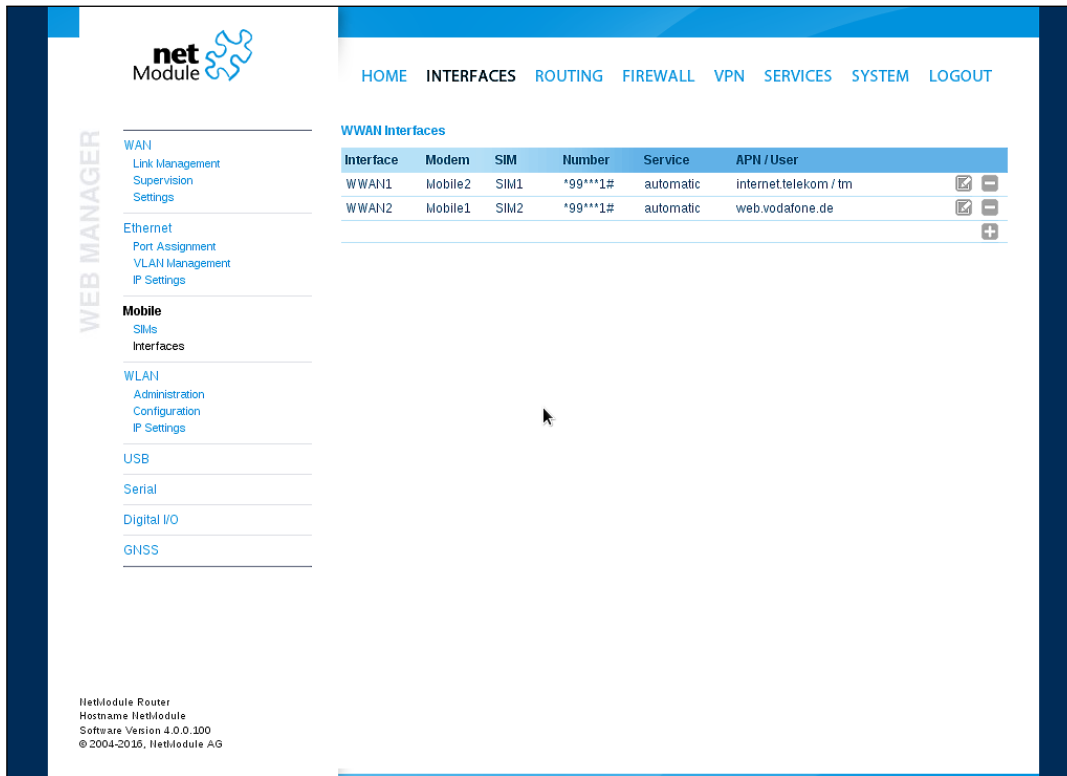 net
Module
HOME INTERFACES ROUTING FIREWALL VPN SERVICES SYSTEM LOGOUT
WEB MANAGER
WAN
Link Management
Supervision
Settings
Ethernet
Port Assignment
VLAN Management
IP Settings
Mobile
SIMs
Interfaces
WLAN
Administration
Configuration
IP Settings
USB
Serial
Digital I/O
GNSS
WWAN Interfaces
Interface Modem SIM Number Service APN / User
WWAN1 Mobile2 SIM1 *99***1# automatic internet.telekom / tm
WWAN2 Mobile1 SIM2 *99***1# automatic web.vodafone.de
NetModule Router
Hostname NetModule
Software Version 4.0.0.100
© 2004-2016, NetModule AG